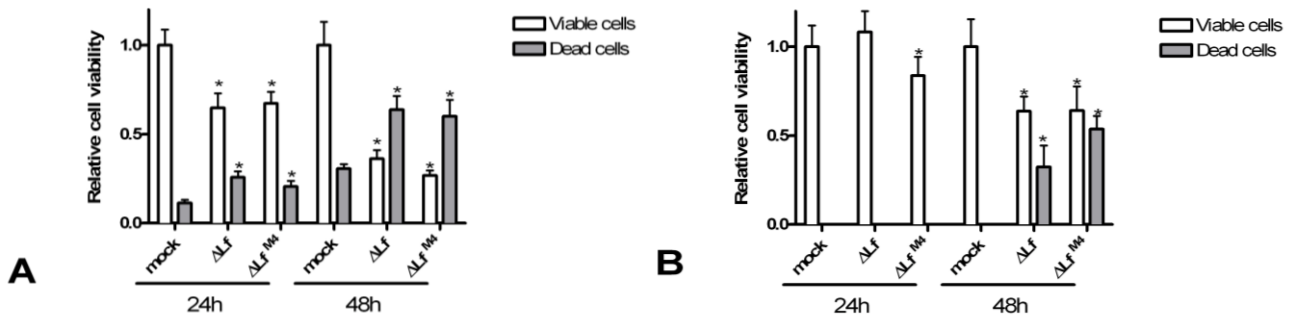 A
Relative cell viability
1.0
0.5
0.0
* * * * * * * *
Viable cells
Dead cells
mock ΔLf ΔLf M4 mock ΔLf ΔLf M4
24h 48h
B
Relative cell viability
1.0
0.5
0.0
* * * * *
Viable cells
Dead cells
mock ΔLf ΔLf M4 mock ΔLf ΔLf M4
24h 48h